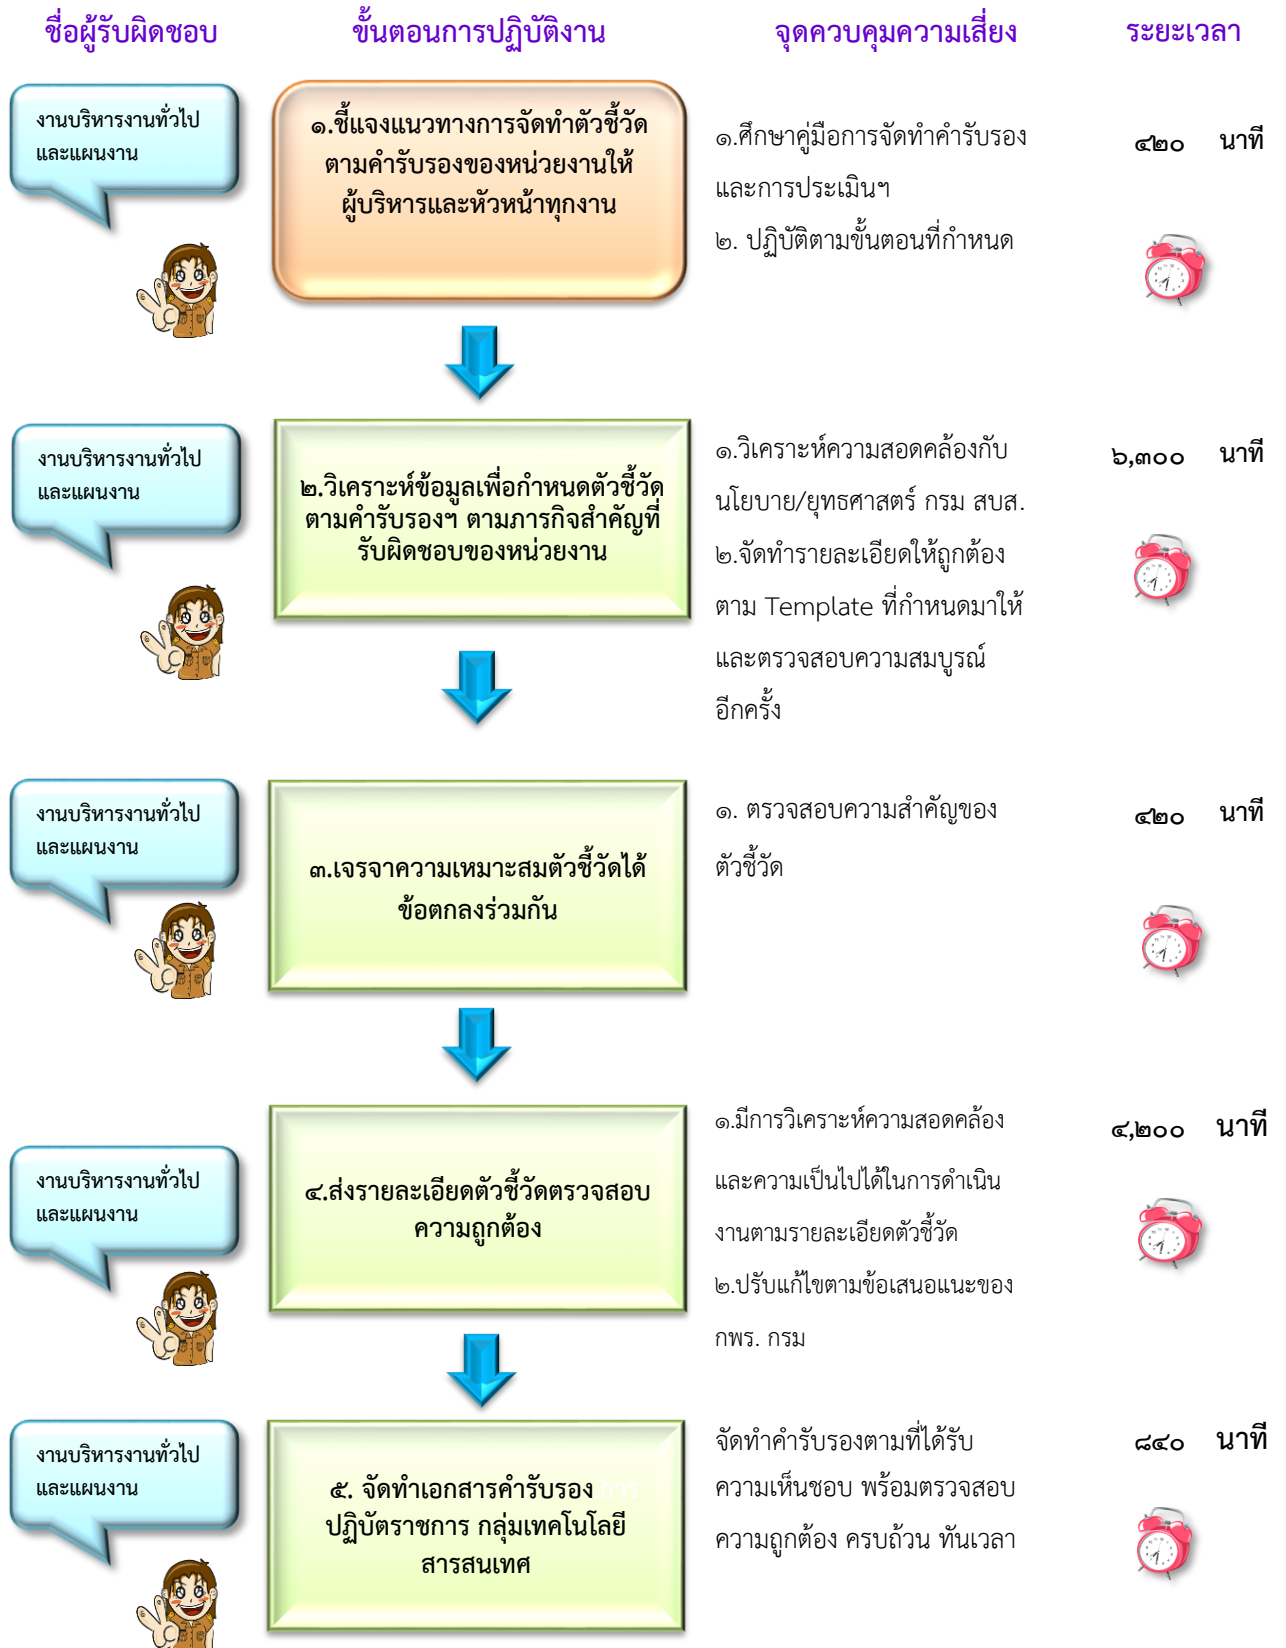 ชื่อผู้รับผิดชอบ
ขั้นตอนการปฏิบัติงาน
จุดควบคุมความเสี่ยง
ระยะเวลา
งานบริหารงานทั่วไป
และแผนงาน
๑.ชี้แจงแนวทางการจัดทำตัวชี้วัด
ตามคำรับรองของหน่วยงานให้
ผู้บริหารและหัวหน้าทุกงาน
๑.ศึกษาคู่มือการจัดทำคำรับรอง
และการประเมินฯ
๒. ปฏิบัติตามขั้นตอนที่กำหนด
๔๒๐ นาที
งานบริหารงานทั่วไป
และแผนงาน
๒.วิเคราะห์ข้อมูลเพื่อกำหนดตัวชี้วัด
ตามคำรับรองฯ ตามภารกิจสำคัญที่
รับผิดชอบของหน่วยงาน
๑.วิเคราะห์ความสอดคล้องกับ
นโยบาย/ยุทธศาสตร์ กรม สบส.
๒.จัดทำรายละเอียดให้ถูกต้อง
ตาม Template ที่กำหนดมาให้
และตรวจสอบความสมบูรณ์
อีกครั้ง
๖,๓๐๐ นาที
งานบริหารงานทั่วไป
และแผนงาน
๓.เจรจาความเหมาะสมตัวชี้วัดได้
ข้อตกลงร่วมกัน
๑. ตรวจสอบความสำคัญของ
ตัวชี้วัด
๔๒๐ นาที
งานบริหารงานทั่วไป
และแผนงาน
๔.ส่งรายละเอียดตัวชี้วัดตรวจสอบ
ความถูกต้อง
๑.มีการวิเคราะห์ความสอดคล้อง
และความเป็นไปได้ในการดำเนิน
งานตามรายละเอียดตัวชี้วัด
๒.ปรับแก้ไขตามข้อเสนอแนะของ
กพร. กรม
๔,๒๐๐ นาที
งานบริหารงานทั่วไป
และแผนงาน
๕. จัดทำเอกสารคำรับรองการ
ปฏิบัตราชการ กลุ่มเทคโนโลยี
สารสนเทศ
จัดทำคำรับรองตามที่ได้รับ
ความเห็นชอบ พร้อมตรวจสอบ
ความถูกต้อง ครบถ้วน ทันเวลา
๘๔๐ นาที